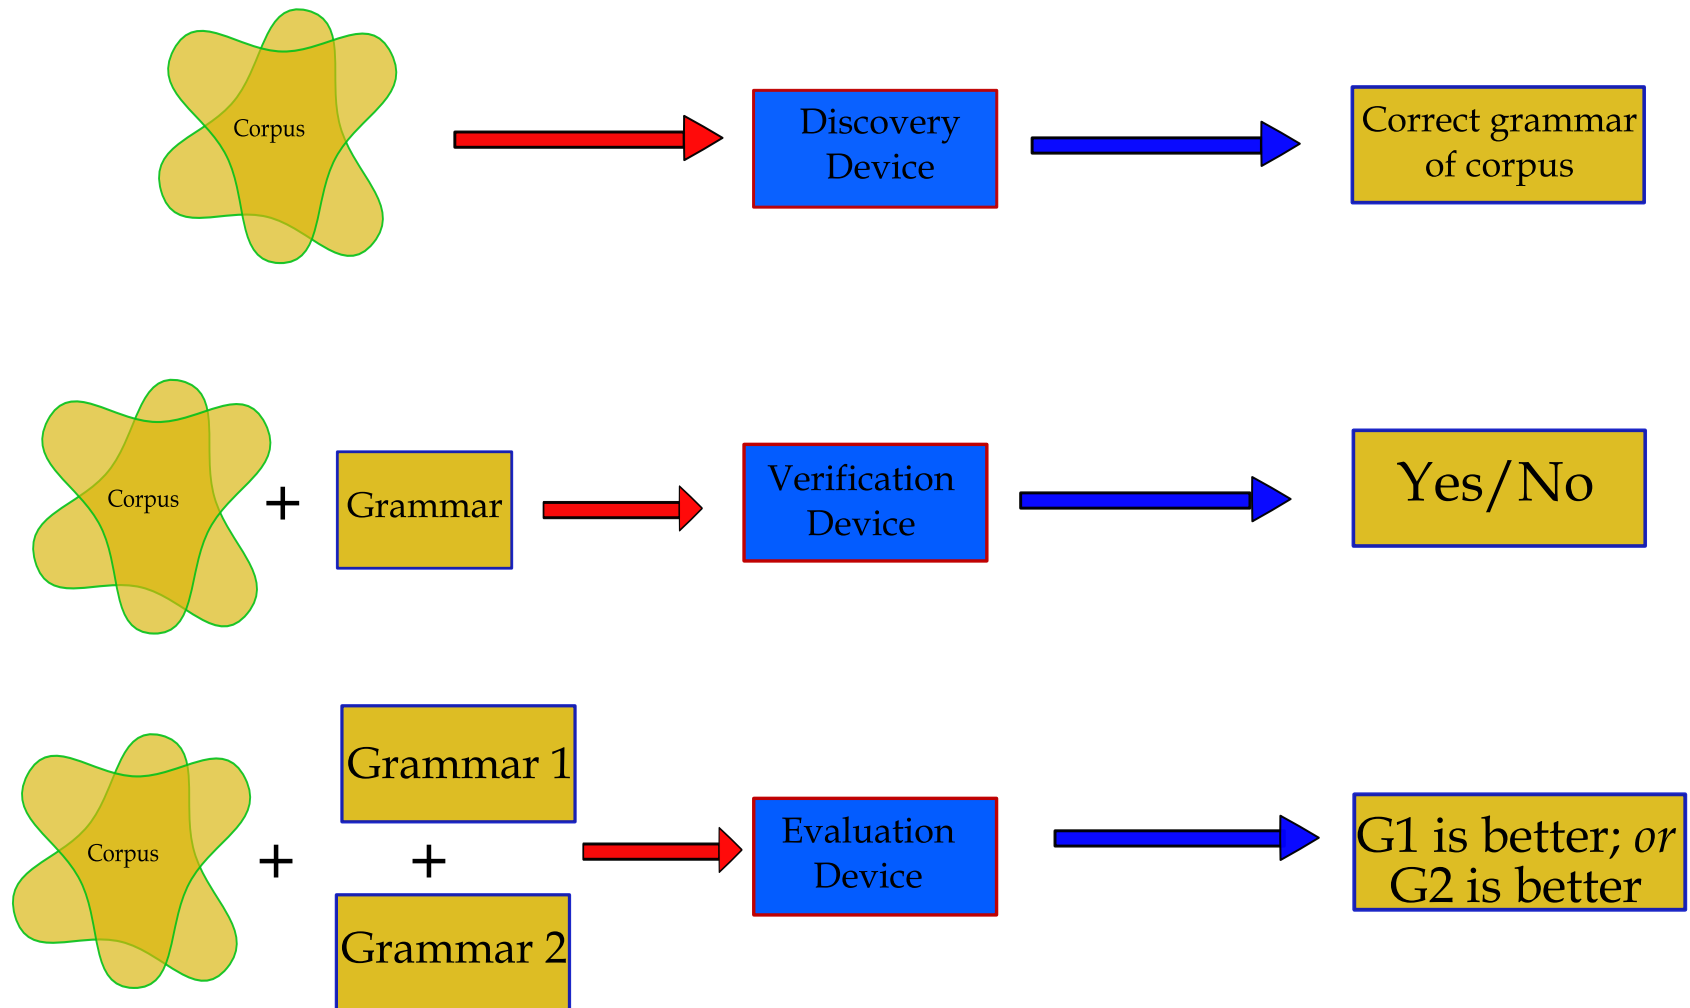 Corpus
Discovery
Device
Correct grammar
of corpus
Corpus
+
Grammar
Verification
Device
Yes/No
Corpus
+
Grammar 1
+
Grammar 2
Evaluation
Device
G1 is better; or
G2 is better